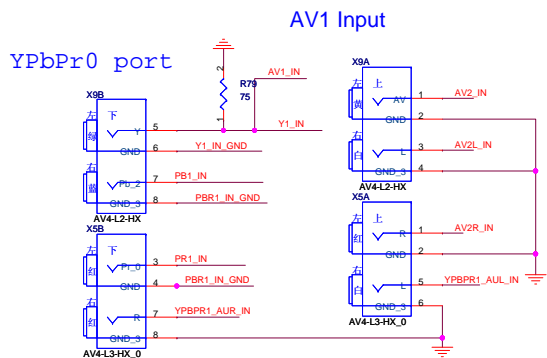 AV1 Input
YPbPr0 port
AV1_IN
R79
75
2
1
X9B
下
左
绿
Y
5
Y1_IN
GND
6
Y1_IN_GND
右
蓝
Pb_2
7
PB1_IN
GND_3
8
PBR1_IN_GND
AV4-L2-HX
X5B
下
左
红
Pr_0
3
PR1_IN
GND
4
PBR1_IN_GND
右
红
R
7
YPBPR1_AUR_IN
GND_3
8
AV4-L3-HX_0
X9A
上
左
黄
AV
1
AV2_IN
GND
2
右
白
L
3
AV2L_IN
GND_3
4
AV4-L2-HX
X5A
上
左
红
R
1
AV2R_IN
GND
2
右
白
L
5
YPBPR1_AUL_IN
GND_3
6
AV4-L3-HX_0